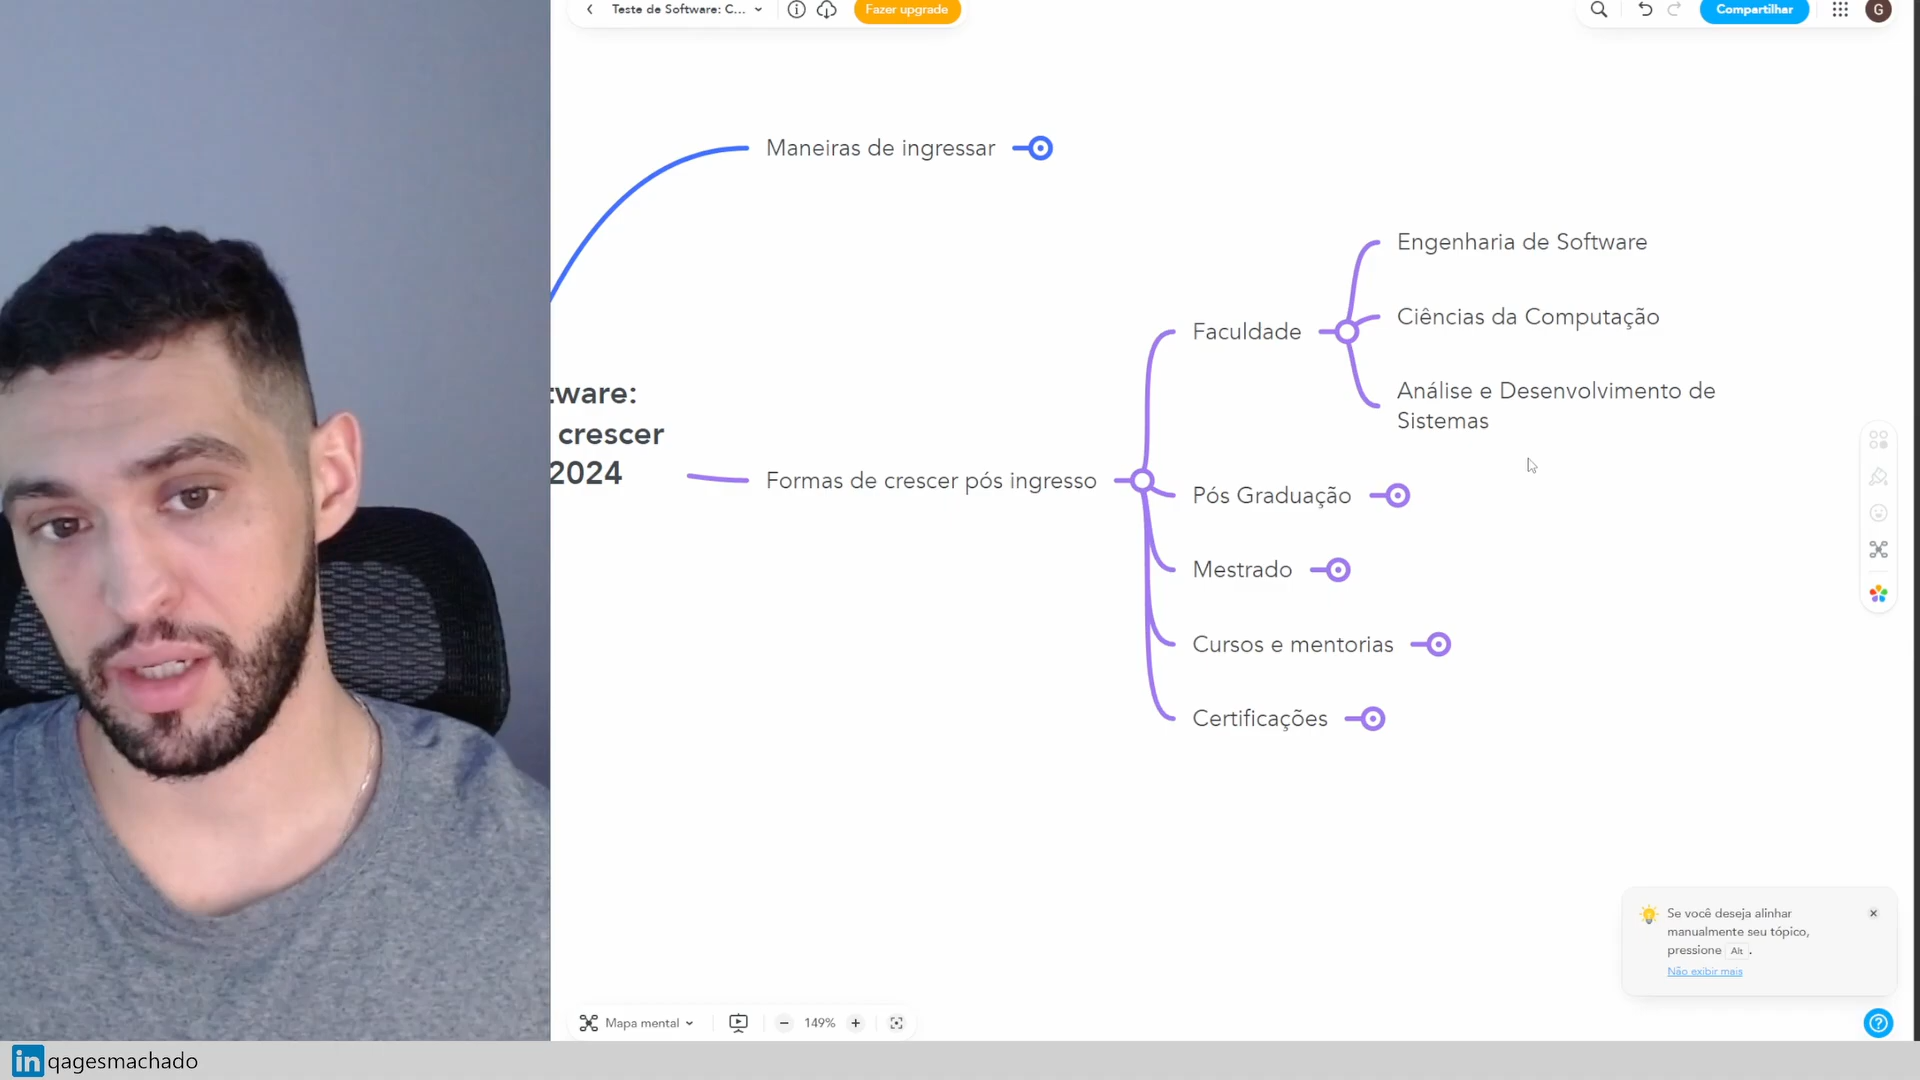 Teste de Software: C...
Fazer upgrade
Compartilhar
G
Maneiras de ingressar
Engenharia de Software
Ciências da Computação
Faculdade
Análise e Desenvolvimento de
Sistemas
tware:
crescer
2024
Formas de crescer pós ingresso
Pós Graduação
Mestrado
Cursos e mentorias
Certificações
Se você deseja alinhar
manualmente seu tópico,
pressione Alt .
Não exibir mais
Mapa mental
149%
in qagesmachado